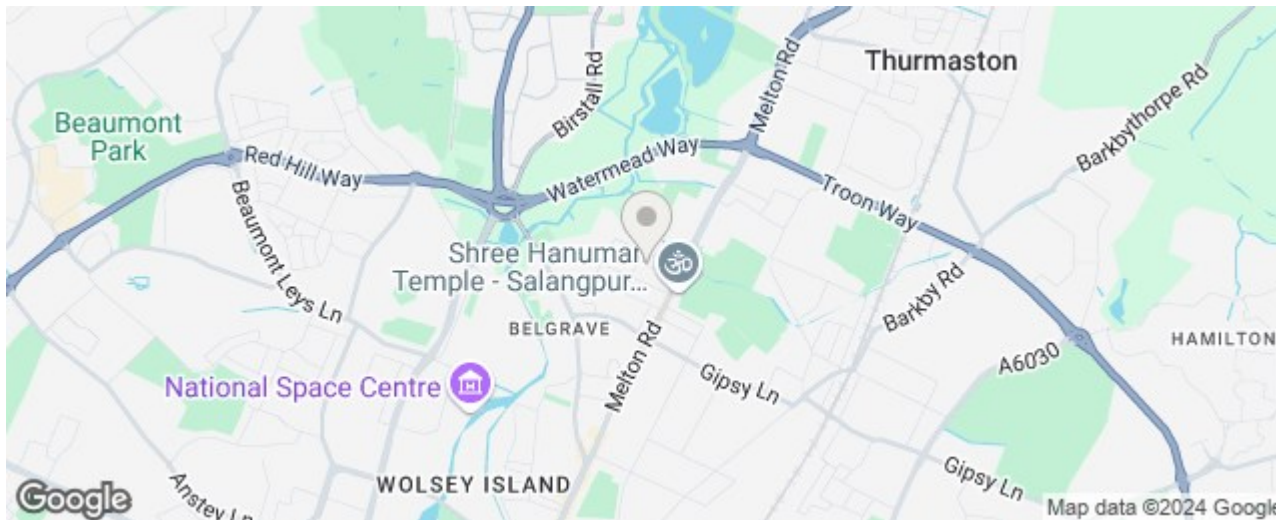 Thurmaston
Melton Rd
Birstall Rd
Barkbythorpe Rd
Beaumont
Park
Red Hill Way
Watermead Way
Troon Way
Beaumont Leys Ln
Shree Hanuman
Temple - Salangpur...
Barkby Rd
BELGRAVE
HAMILTON
A6030
National Space Centre
Melton Rd
Gipsy Ln
WOLSEY ISLAND
Gipsy Ln
Anstey Ln
Google
Map data ©2024 Google